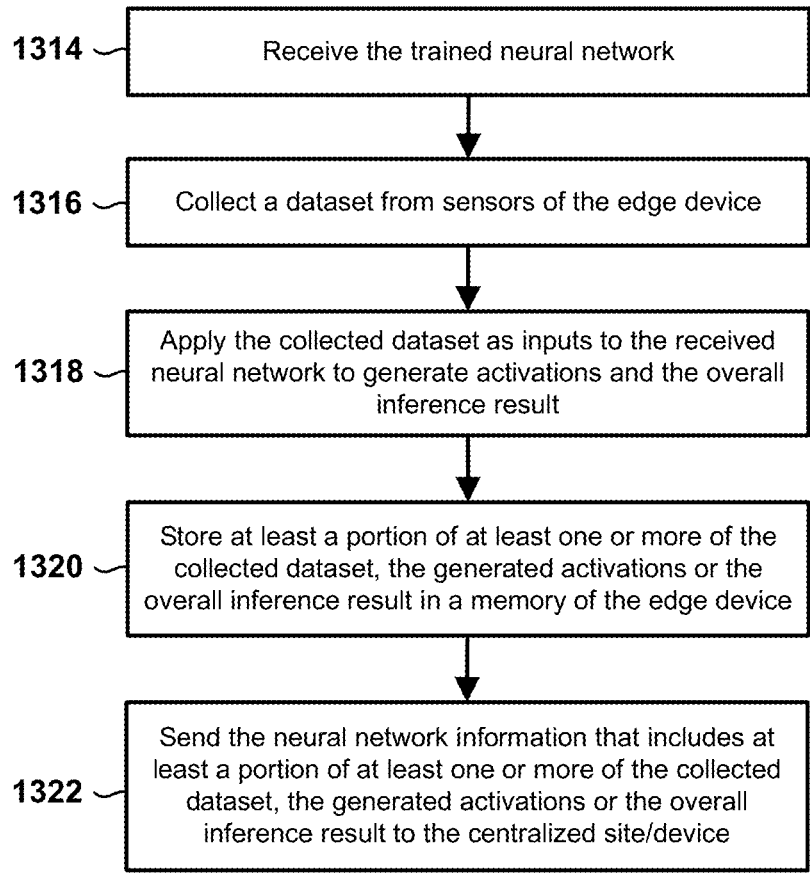 1314
Receive the trained neural network
1316
Collect a dataset from sensors of the edge device
1318
Apply the collected dataset as inputs to the received
neural network to generate activations and the overall
inference result
1320
Store at least a portion of at least one or more of the
collected dataset, the generated activations or the
overall inference result in a memory of the edge device
1322
Send the neural network information that includes at
least a portion of at least one or more of the collected
dataset, the generated activations or the overall
inference result to the centralized site/device